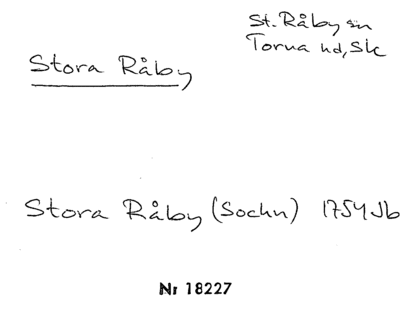 St. Råby sn
Torna hd, Sk
Stora Råby
Stora Råby (Sochn) 1754 Jb
Nr 18227